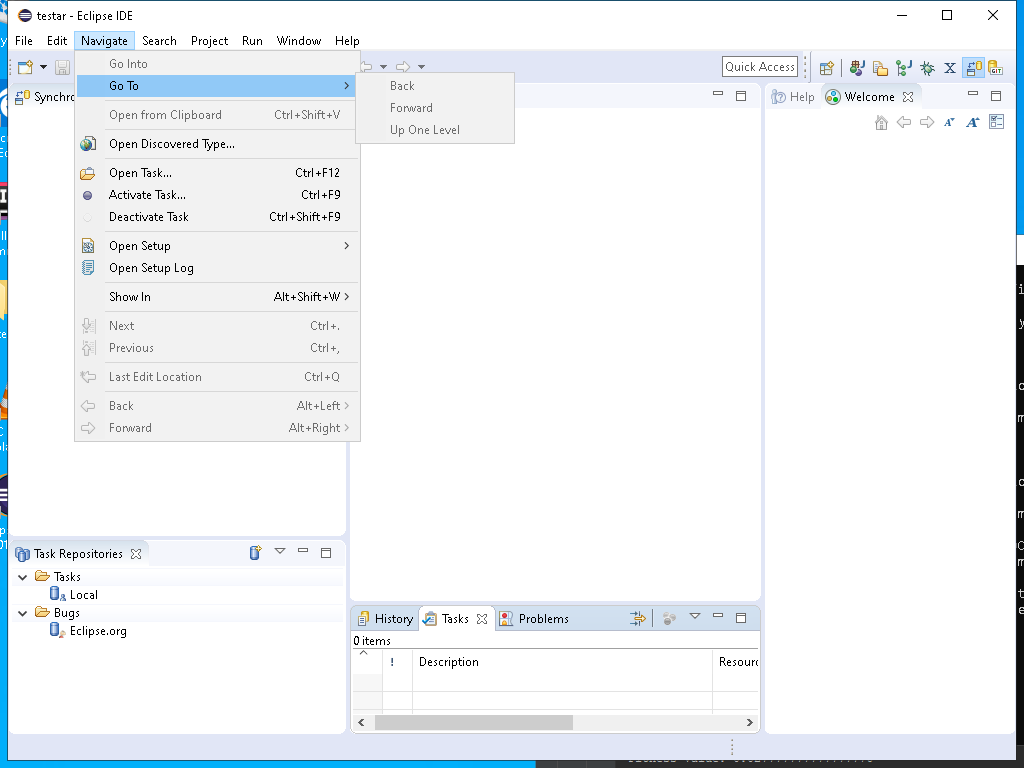 testar - Eclipse IDE
File Edit Navigate Search Project Run Window Help
Quick Access
Go Into
Go To
Back
Forward
Up One Level
Open from Clipboard Ctrl+Shift+V
Open Discovered Type...
Open Task... Ctrl+F12
Activate Task... Ctrl+F9
Deactivate Task Ctrl+Shift+F9
Open Setup
Open Setup Log
Show In Alt+Shift+W
Next Ctrl+.
Previous Ctrl+,
Last Edit Location Ctrl+Q
Back Alt+Left
Forward Alt+Right
Synchro
Help Welcome
Task Repositories
Tasks
Local
Bugs
Eclipse.org
History Tasks Problems
0 items
! Description Resour